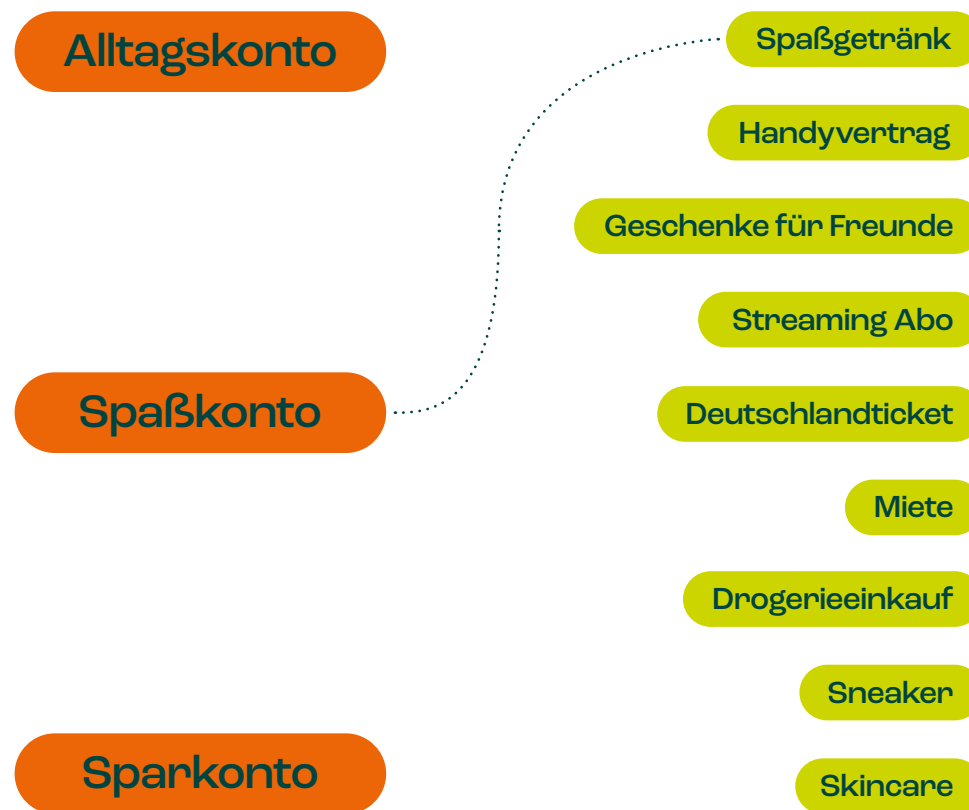 Alltagskonto
Spaßkonto
Sparkonto
Spaßgetränk
Handyvertrag
Geschenke für Freunde
Streaming Abo
Deutschlandticket
Miete
Drogerieeinkauf
Sneaker
Skincare